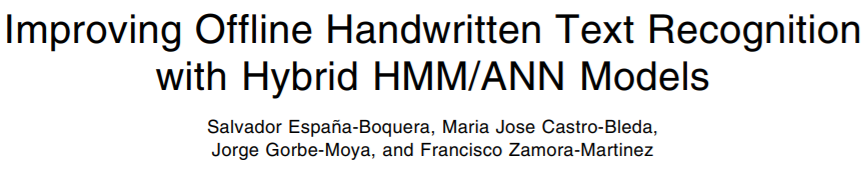 Improving Offline Handwritten Text Recognition
with Hybrid HMM/ANN Models
Salvador España-Boquera, Maria Jose Castro-Bleda,
Jorge Gorbe-Moya, and Francisco Zamora-Martinez